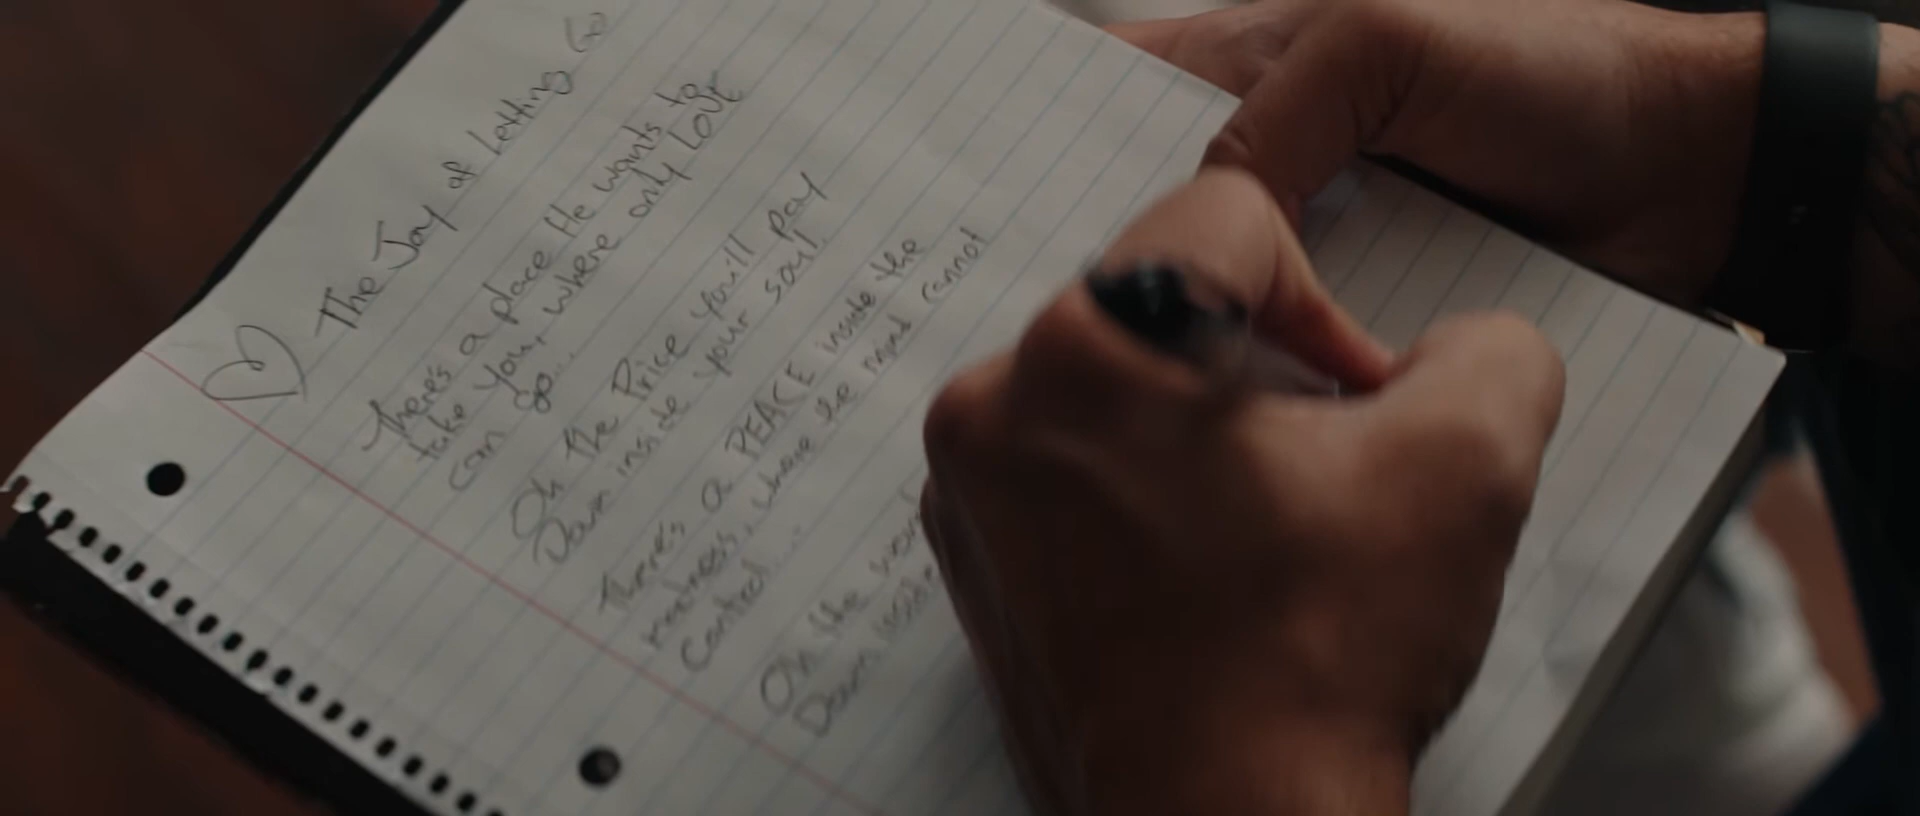 The Joy of Letting Go
There's a place He wants to
take you, where only LOVE
can go...
Oh the Price you'll pay
Down inside your soul.
There's a PEACE inside the
where the mind cannot
Control...
Oh the
Down inside